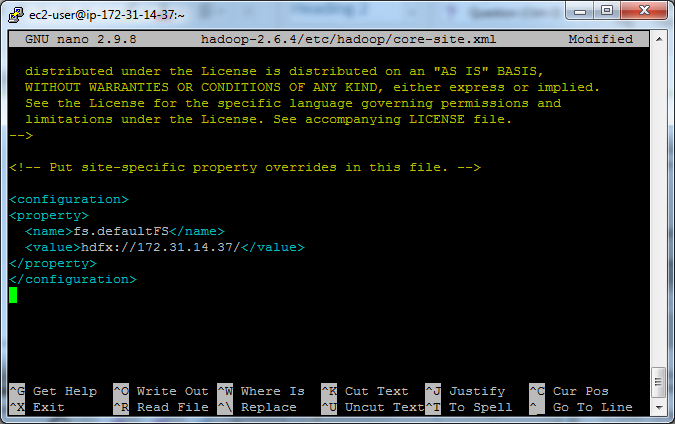 ec2-user@ip-172-31-14-37:~
GNU nano 2.9.8 hadoop-2.6.4/etc/hadoop/core-site.xml Modified
distributed under the License is distributed on an "AS IS" BASIS,
WITHOUT WARRANTIES OR CONDITIONS OF ANY KIND, either express or implied.
See the License for the specific language governing permissions and
limitations under the License. See accompanying LICENSE file.
-->
<!-- Put site-specific property overrides in this file. -->
<configuration>
<property>
<name>fs.defaultFS</name>
<value>hdfx://172.31.14.37/</value>
</property>
</configuration>
^G Get Help ^O Write Out ^W Where Is ^K Cut Text ^J Justify ^C Cur Pos
^X Exit ^R Read File ^\ Replace ^U Uncut Text ^T To Spell ^_ Go To Line